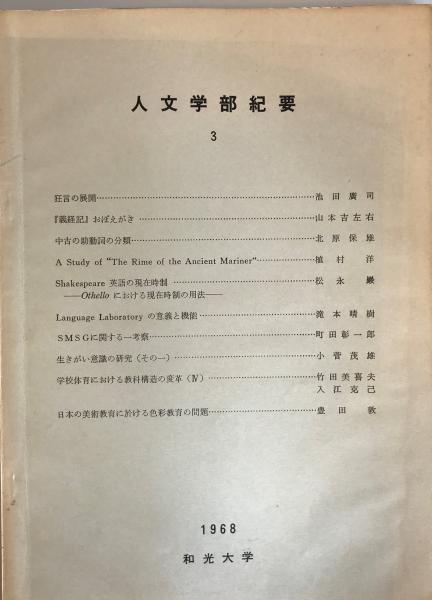 人文学部紀要
3
狂言の展開……池田廣司
『義経記』おぼえがき……山本吉左右
中古の助動詞の分類……北原保雄
A Study of "The Rime of the Ancient Mariner"……植村洋
Shakespeare 英語の現在時制……松永巖
――Othello における現在時制の用法――
Language Laboratory の意義と機能……滝本晴樹
SMSGに関する一考察……町田彰一郎
生きがい意識の研究（その一）……小菅茂雄
学校体育における教科構造の変革（Ⅳ）……竹田美喜夫
入江克己
日本の美術教育に於ける色彩教育の問題……豊田敦
1968
和光大学